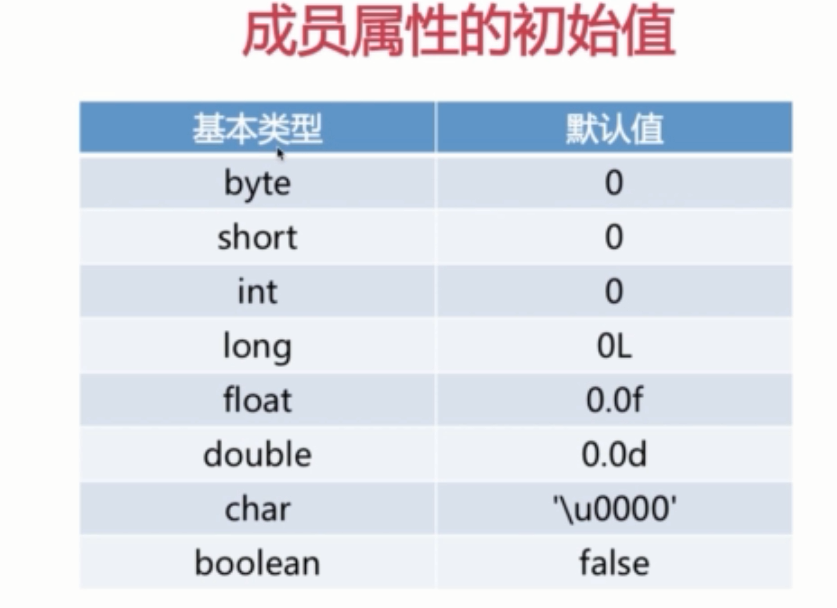 成员属性的初始值
基本类型 默认值
byte 0
short 0
int 0
long 0L
float 0.0f
double 0.0d
char '\u0000'
boolean false